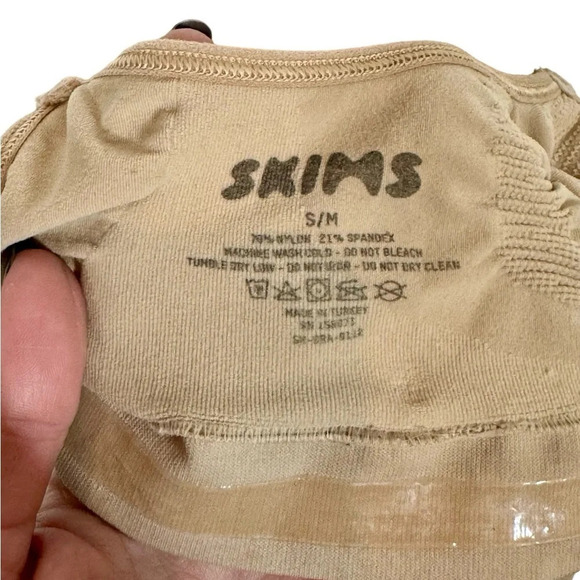 SKIMS
S/M
NYLON 21% SPANDEX
MACHINE WASH COLD - DO NOT BLEACH
TUMBLE DRY LOW - DO NOT IRON - DO NOT DRY CLEAN
MADE IN TURKEY